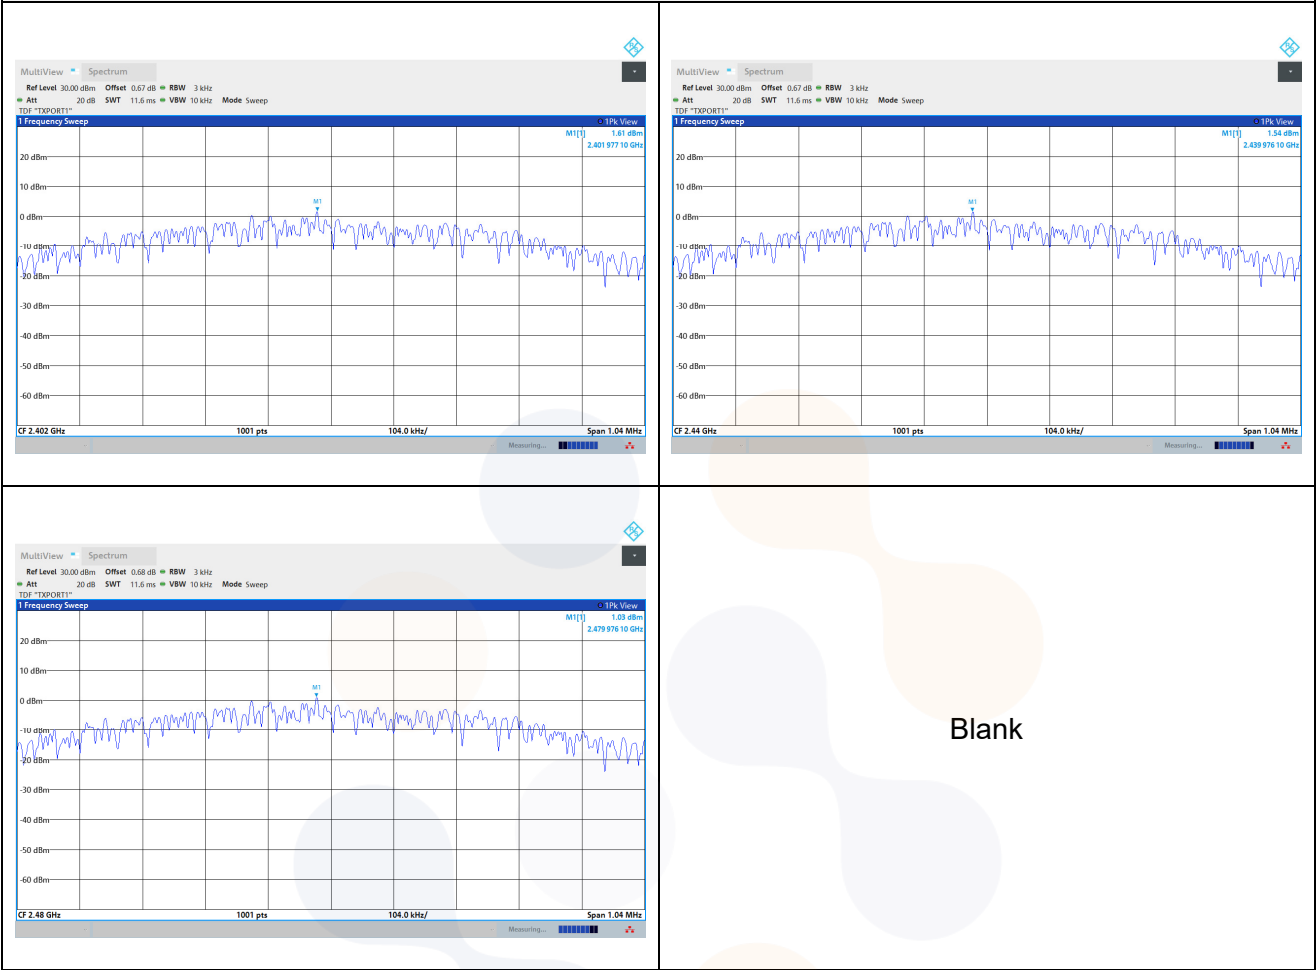 MultiView Spectrum
Ref Level 30.00 dBm Offset 0.67 dB RBW 3 kHz
Att 20 dB SWT 11.6 ms VBW 10 kHz Mode Sweep
TDF "TXPORT1"
1 Frequency Sweep 1Pk View
M1[1] 1.61 dBm
2.401 977 10 GHz
20 dBm
10 dBm
M1
0 dBm
-10 dBm
-20 dBm
-30 dBm
-40 dBm
-50 dBm
-60 dBm
CF 2.402 GHz 1001 pts 104.0 kHz/ Span 1.04 MHz
Measuring...
MultiView Spectrum
Ref Level 30.00 dBm Offset 0.67 dB RBW 3 kHz
Att 20 dB SWT 11.6 ms VBW 10 kHz Mode Sweep
TDF "TXPORT1"
1 Frequency Sweep 1Pk View
M1[1] 1.54 dBm
2.439 976 10 GHz
20 dBm
10 dBm
M1
0 dBm
-10 dBm
-20 dBm
-30 dBm
-40 dBm
-50 dBm
-60 dBm
CF 2.44 GHz 1001 pts 104.0 kHz/ Span 1.04 MHz
Measuring...
MultiView Spectrum
Ref Level 30.00 dBm Offset 0.68 dB RBW 3 kHz
Att 20 dB SWT 11.6 ms VBW 10 kHz Mode Sweep
TDF "TXPORT1"
1 Frequency Sweep 1Pk View
M1[1] 1.03 dBm
2.479 976 10 GHz
20 dBm
10 dBm
M1
0 dBm
-10 dBm
-20 dBm
-30 dBm
-40 dBm
-50 dBm
-60 dBm
CF 2.48 GHz 1001 pts 104.0 kHz/ Span 1.04 MHz
Measuring...
Blank